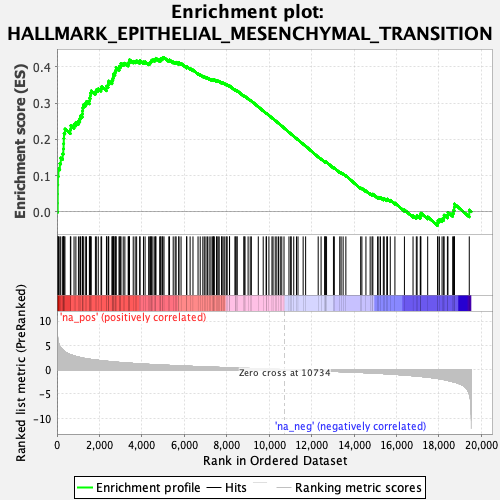 Enrichment plot:
HALLMARK_EPITHELIAL_MESENCHYMAL_TRANSITION
Enrichment score (ES)
0.4
0.3
0.2
0.1
0.0
Ranked list metric (PreRanked)
10
5
0
-5
-10
'na_pos' (positively correlated)
Zero cross at 10734
'na_neg' (negatively correlated)
0
2,000
4,000
6,000
8,000
10,000
12,000
14,000
16,000
18,000
20,000
Rank in Ordered Dataset
Enrichment profile
Hits
Ranking metric scores